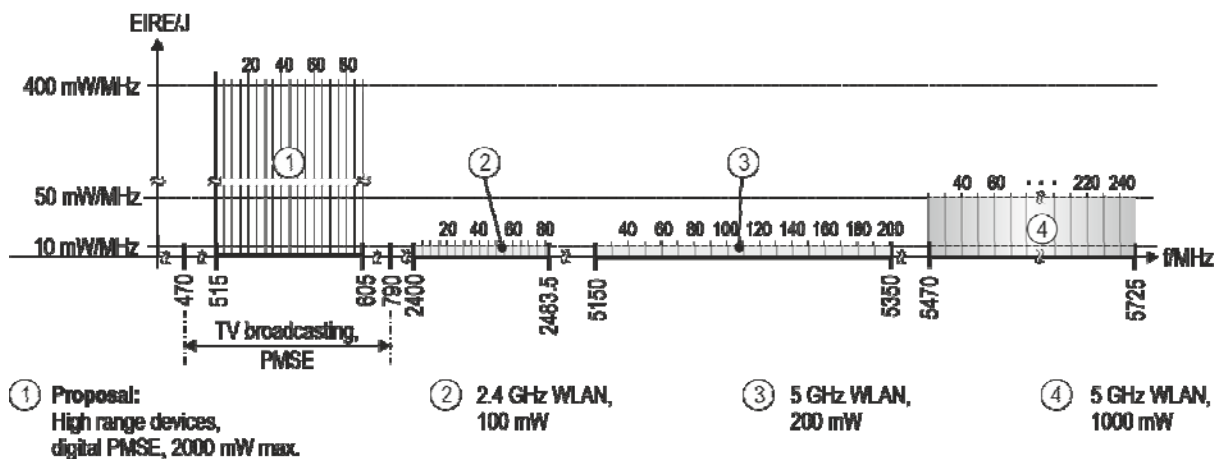 EIRE/J
20 40 60 80
400 mW/MHz
1
2
3
50 mW/MHz
40 60 · · · 220 240
20 40 60 80
40 60 80 100 120 140 160 180 200
4
10 mW/MHz
f/MHz
470 515 605 790 2400 2483.5 5150 5350 5470 5725
TV broadcasting,
PMSE
1 Proposal:
High range devices,
digital PMSE, 2000 mW max.
2 2.4 GHz WLAN,
100 mW
3 5 GHz WLAN,
200 mW
4 5 GHz WLAN,
1000 mW